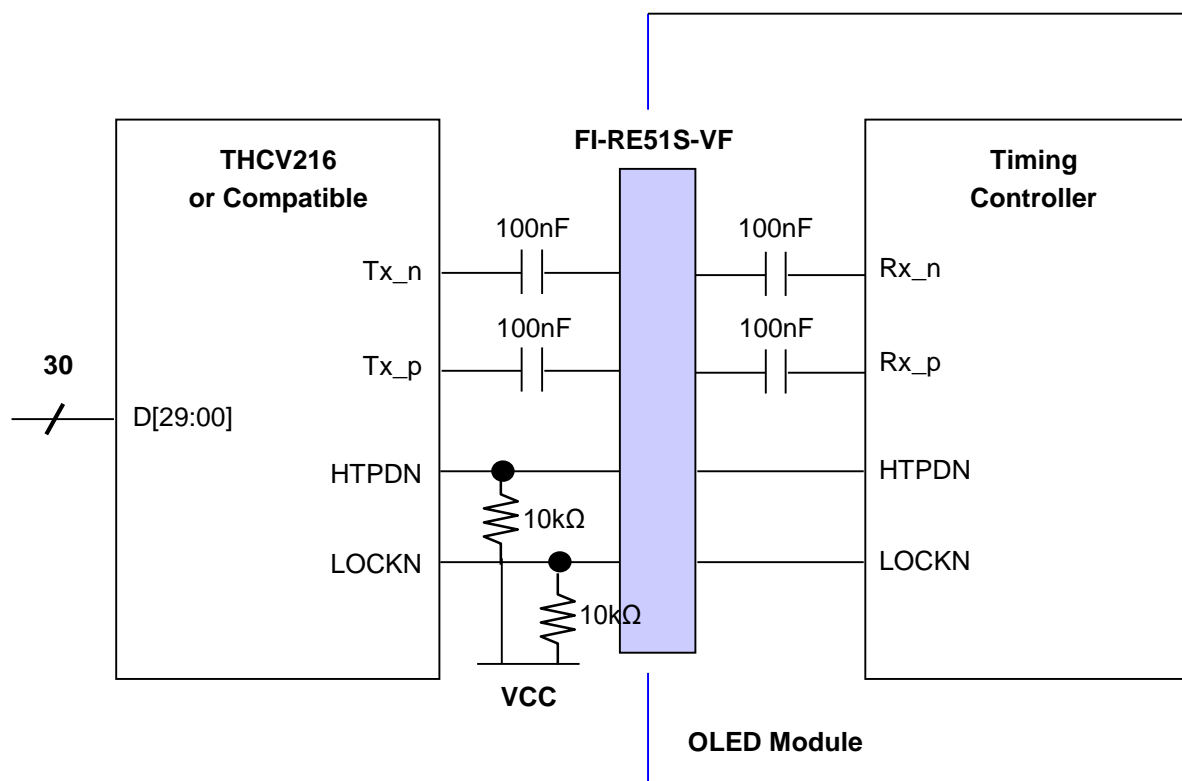 FI-RE51S-VF
THCV216
or Compatible
Timing
Controller
100nF
100nF
Tx_n
Rx_n
100nF
100nF
Tx_p
Rx_p
30
D[29:00]
HTPDN
HTPDN
10kΩ
LOCKN
LOCKN
10kΩ
VCC
OLED Module